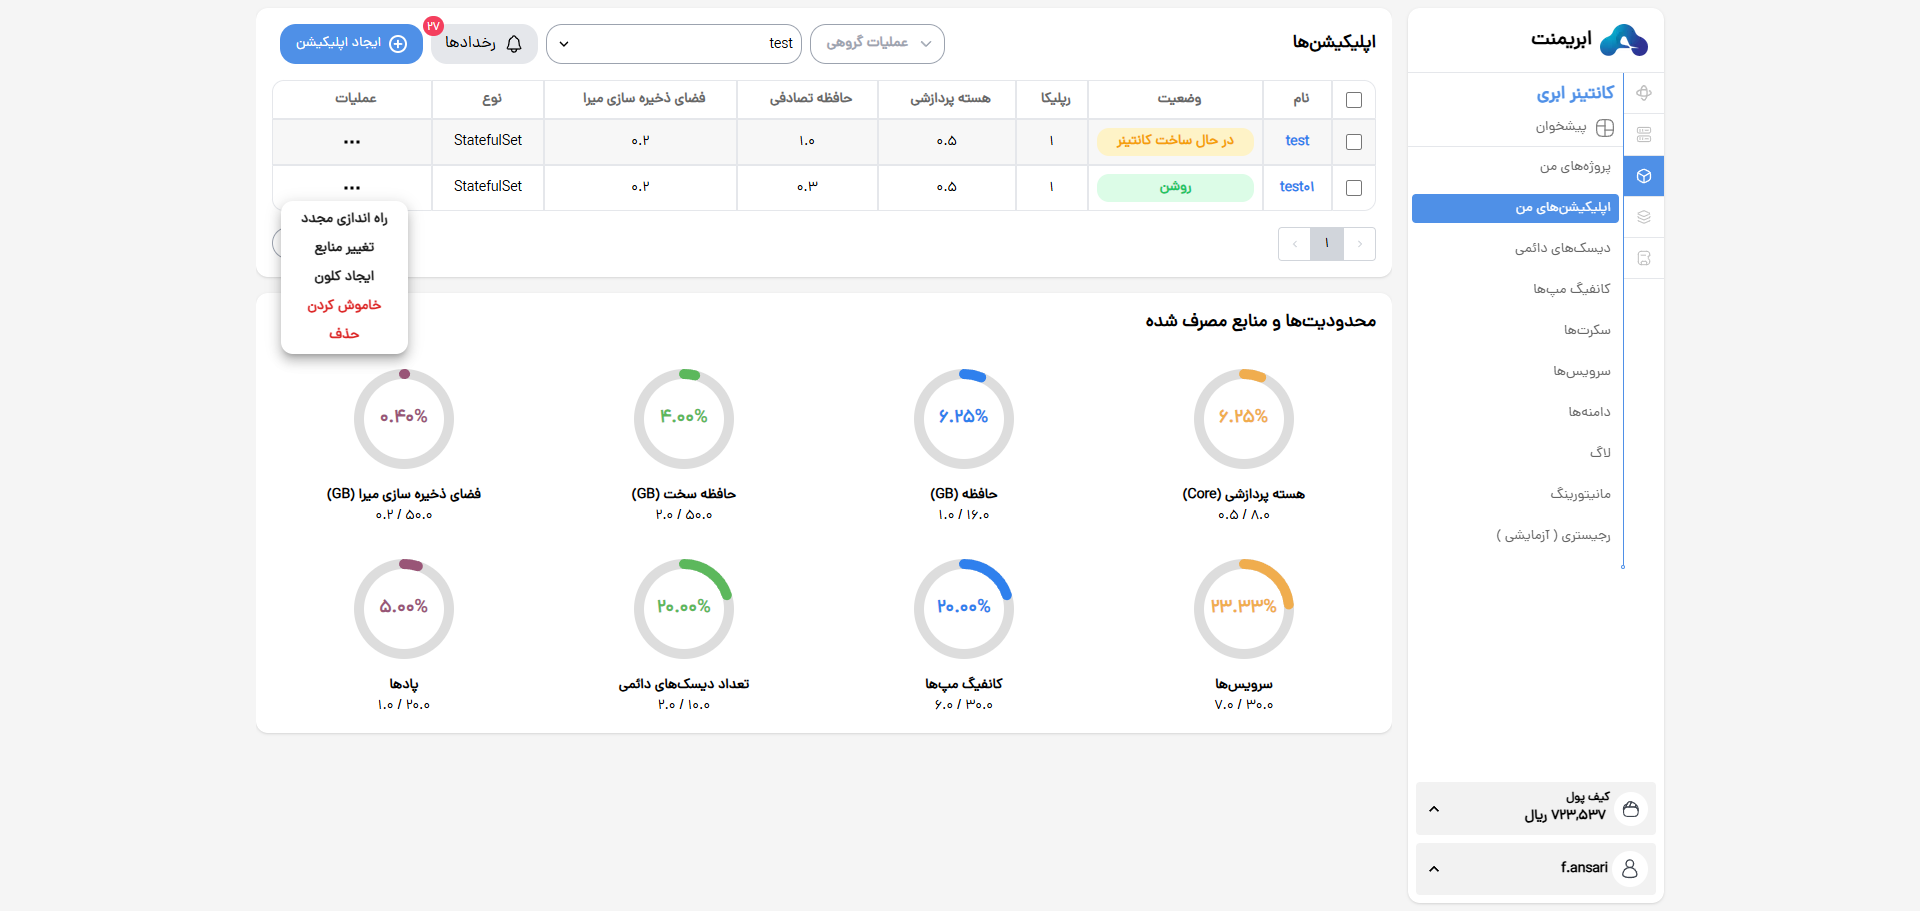 ابریمنت
کانتینر ابری
پیشخوان
پروژه‌های من
اپلیکیشن‌های من
دیسک‌های دائمی
کانفیگ مپ‌ها
سکرت‌ها
سرویس‌ها
دامنه‌ها
لاگ
مانیتورینگ
رجیستری ( آزمایشی )
کیف پول
۷۲۳,۵۳۷ ریال
f.ansari
اپلیکیشن‌ها
عملیات گروهی
test
رخدادها
۲۷
ایجاد اپلیکیشن
نام وضعیت رپلیکا هسته پردازشی حافظه تصادفی فضای ذخیره سازی میرا نوع عملیات
test در حال ساخت کانتینر ۱ ۰.۵ ۱.۰ ۰.۲ StatefulSet
test۰۱ روشن ۱ ۰.۵ ۰.۳ ۰.۲ StatefulSet
راه اندازی مجدد
تغییر منابع
ایجاد کلون
خاموش کردن
حذف
۱
محدودیت‌ها و منابع مصرف شده
۶.۲۵%
هسته پردازشی (Core)
۰.۵ / ۸.۰
۶.۲۵%
حافظه (GB)
۱.۰ / ۱۶.۰
۴.۰۰%
حافظه سخت (GB)
۲.۰ / ۵۰.۰
۰.۴۰%
فضای ذخیره سازی میرا (GB)
۰.۲ / ۵۰.۰
۲۳.۳۳%
سرویس‌ها
۷.۰ / ۳۰.۰
۲۰.۰۰%
کانفیگ مپ‌ها
۶.۰ / ۳۰.۰
۲۰.۰۰%
تعداد دیسک‌های دائمی
۲.۰ / ۱۰.۰
۵.۰۰%
پادها
۱.۰ / ۲۰.۰